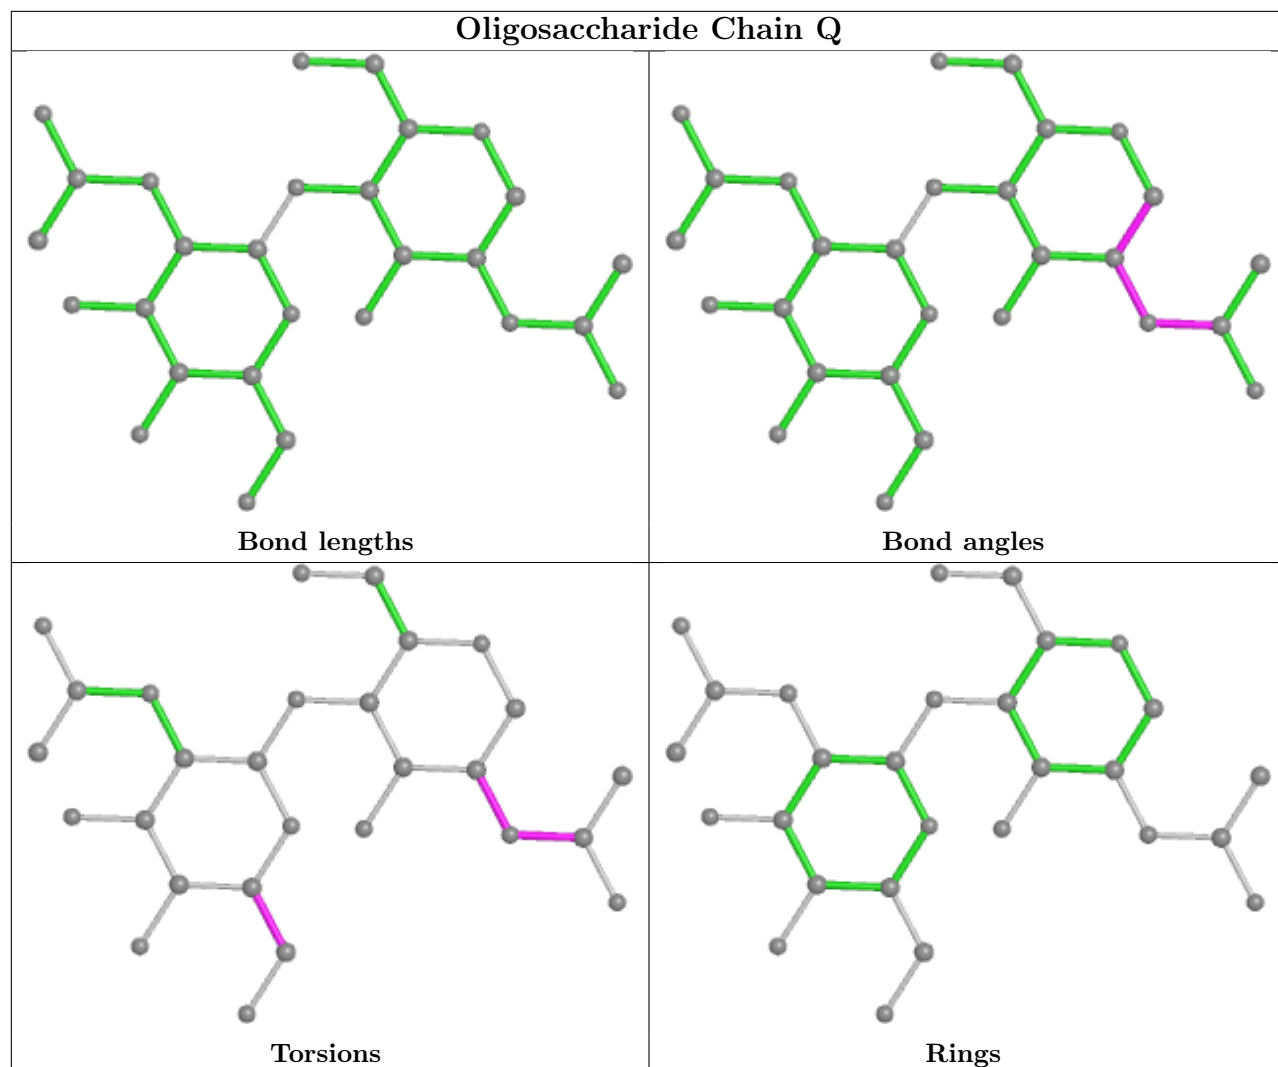 Oligosaccharide Chain Q
Bond lengths
Bond angles
Torsions
Rings